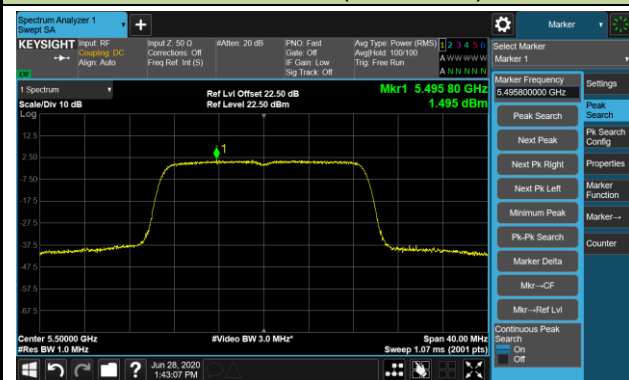 Spectrum Analyzer 1
Swept SA
+
Marker
KEYSIGHT
Input: RF
Coupling: DC
Align: Auto
Input Z: 50 Ω
Corrections: Off
Freq Ref: Int (S)
#Atten: 20 dB
PNO: Fast
Gate: Off
IF Gain: Low
Sig Track: Off
Avg Type: Power (RMS)
Avg|Hold: 100/100
Trig: Free Run
1 2 3 4 5 6
A W W W W W
A N N N N N
Select Marker
Marker 1
1 Spectrum
Scale/Div 10 dB
Log
Ref Lvl Offset 22.50 dB
Ref Level 22.50 dBm
Mkr1 5.495 80 GHz
1.495 dBm
12.5
2.50
-7.50
-17.5
-27.5
-37.5
-47.5
-57.5
-67.5
1
Center 5.50000 GHz
#Res BW 1.0 MHz
#Video BW 3.0 MHz*
Span 40.00 MHz
Sweep 1.07 ms (2001 pts)
Marker Frequency
5.495800000 GHz
Peak Search
Next Peak
Next Pk Right
Next Pk Left
Minimum Peak
Pk-Pk Search
Marker Delta
Mkr→CF
Mkr→Ref Lvl
Continuous Peak
Search
On
Off
Settings
Peak
Search
Pk Search
Config
Properties
Marker
Function
Marker→
Counter
?
Jun 28, 2020
1:43:07 PM